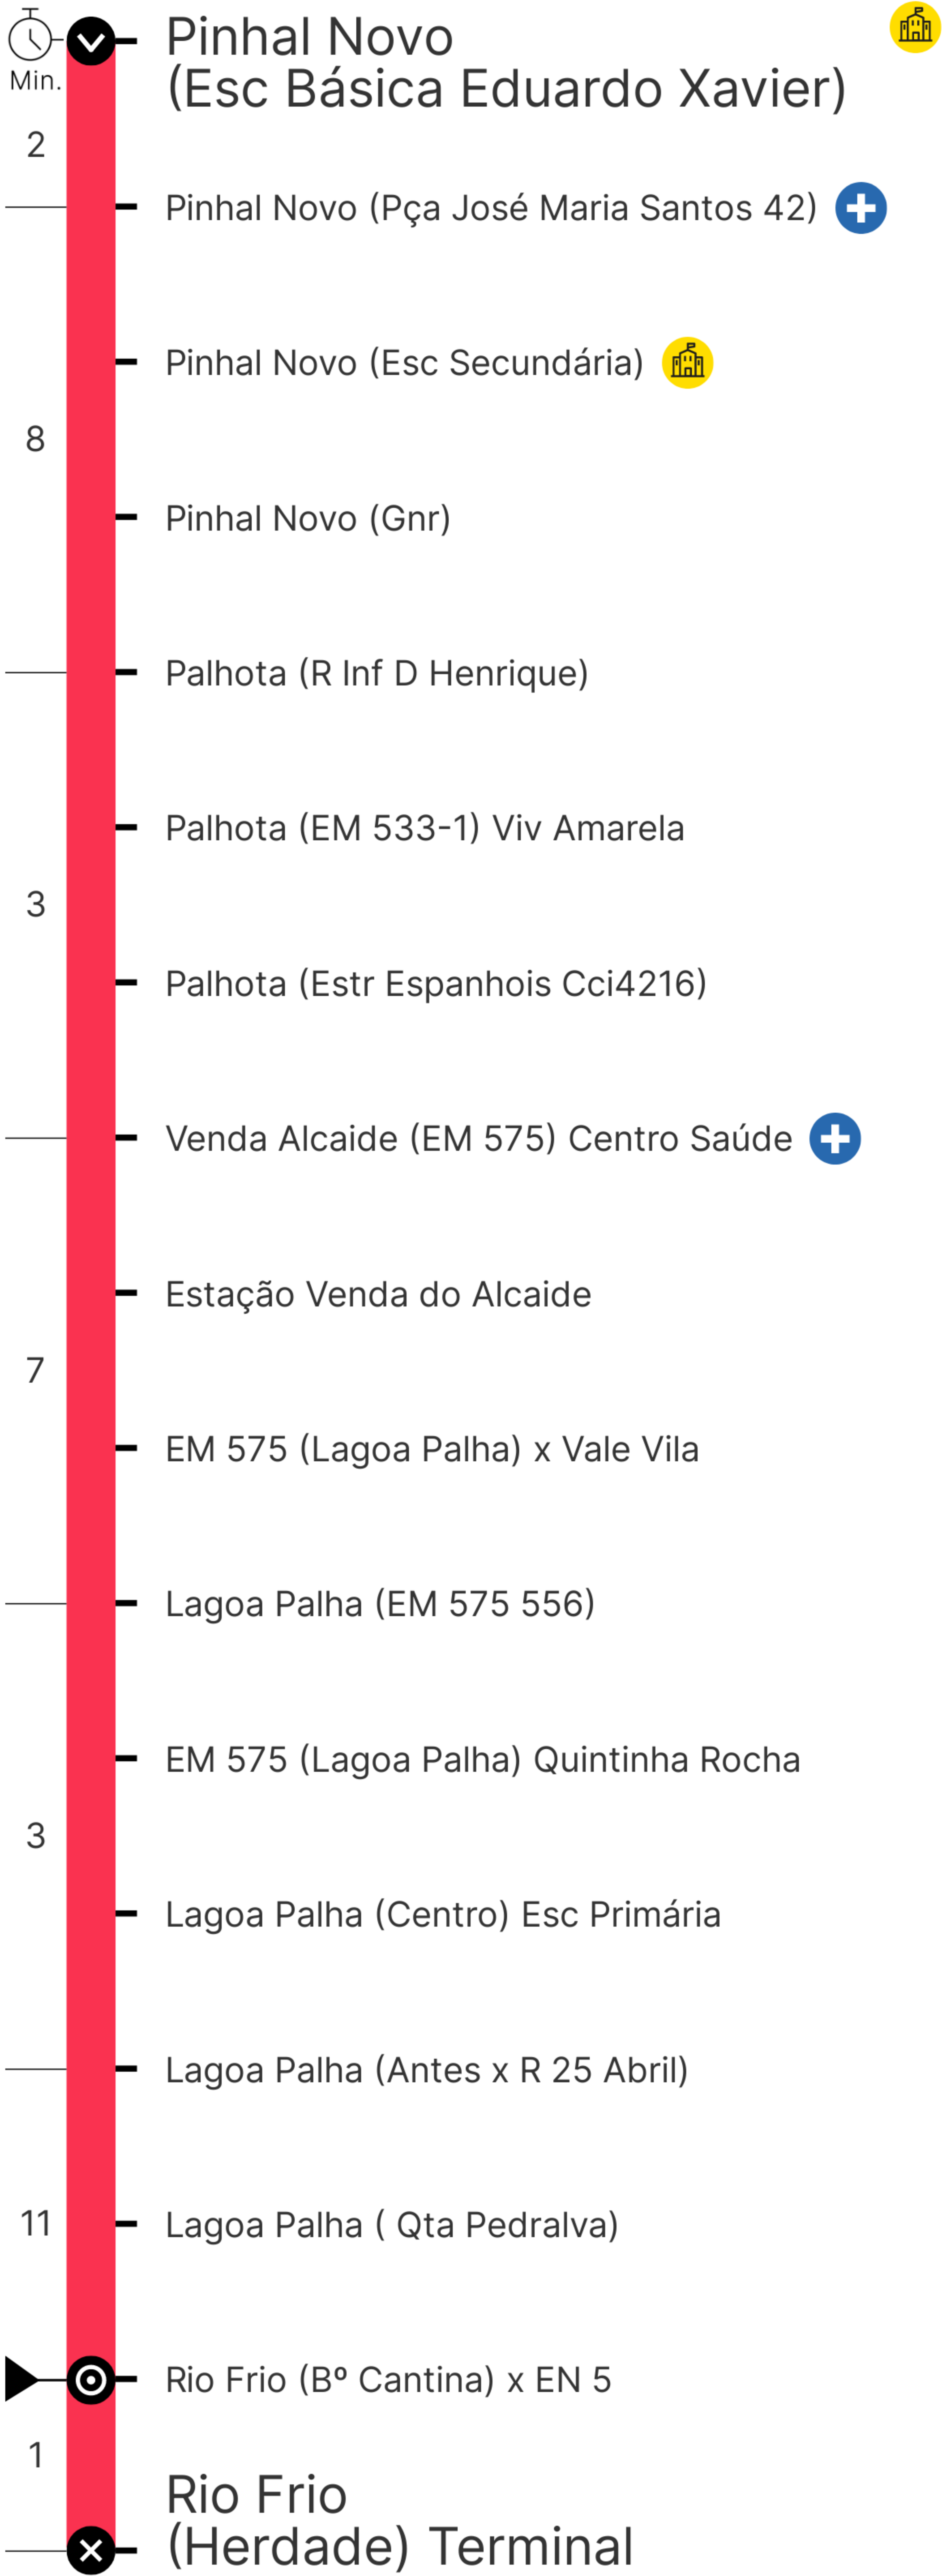 Min.
Pinhal Novo
(Esc Básica Eduardo Xavier)
2
Pinhal Novo (Pça José Maria Santos 42)
Pinhal Novo (Esc Secundária)
8
Pinhal Novo (Gnr)
Palhota (R Inf D Henrique)
Palhota (EM 533-1) Viv Amarela
3
Palhota (Estr Espanhois Cci4216)
Venda Alcaide (EM 575) Centro Saúde
Estação Venda do Alcaide
7
EM 575 (Lagoa Palha) x Vale Vila
Lagoa Palha (EM 575 556)
EM 575 (Lagoa Palha) Quintinha Rocha
3
Lagoa Palha (Centro) Esc Primária
Lagoa Palha (Antes x R 25 Abril)
11
Lagoa Palha ( Qta Pedralva)
Rio Frio (Bº Cantina) x EN 5
1
Rio Frio
(Herdade) Terminal